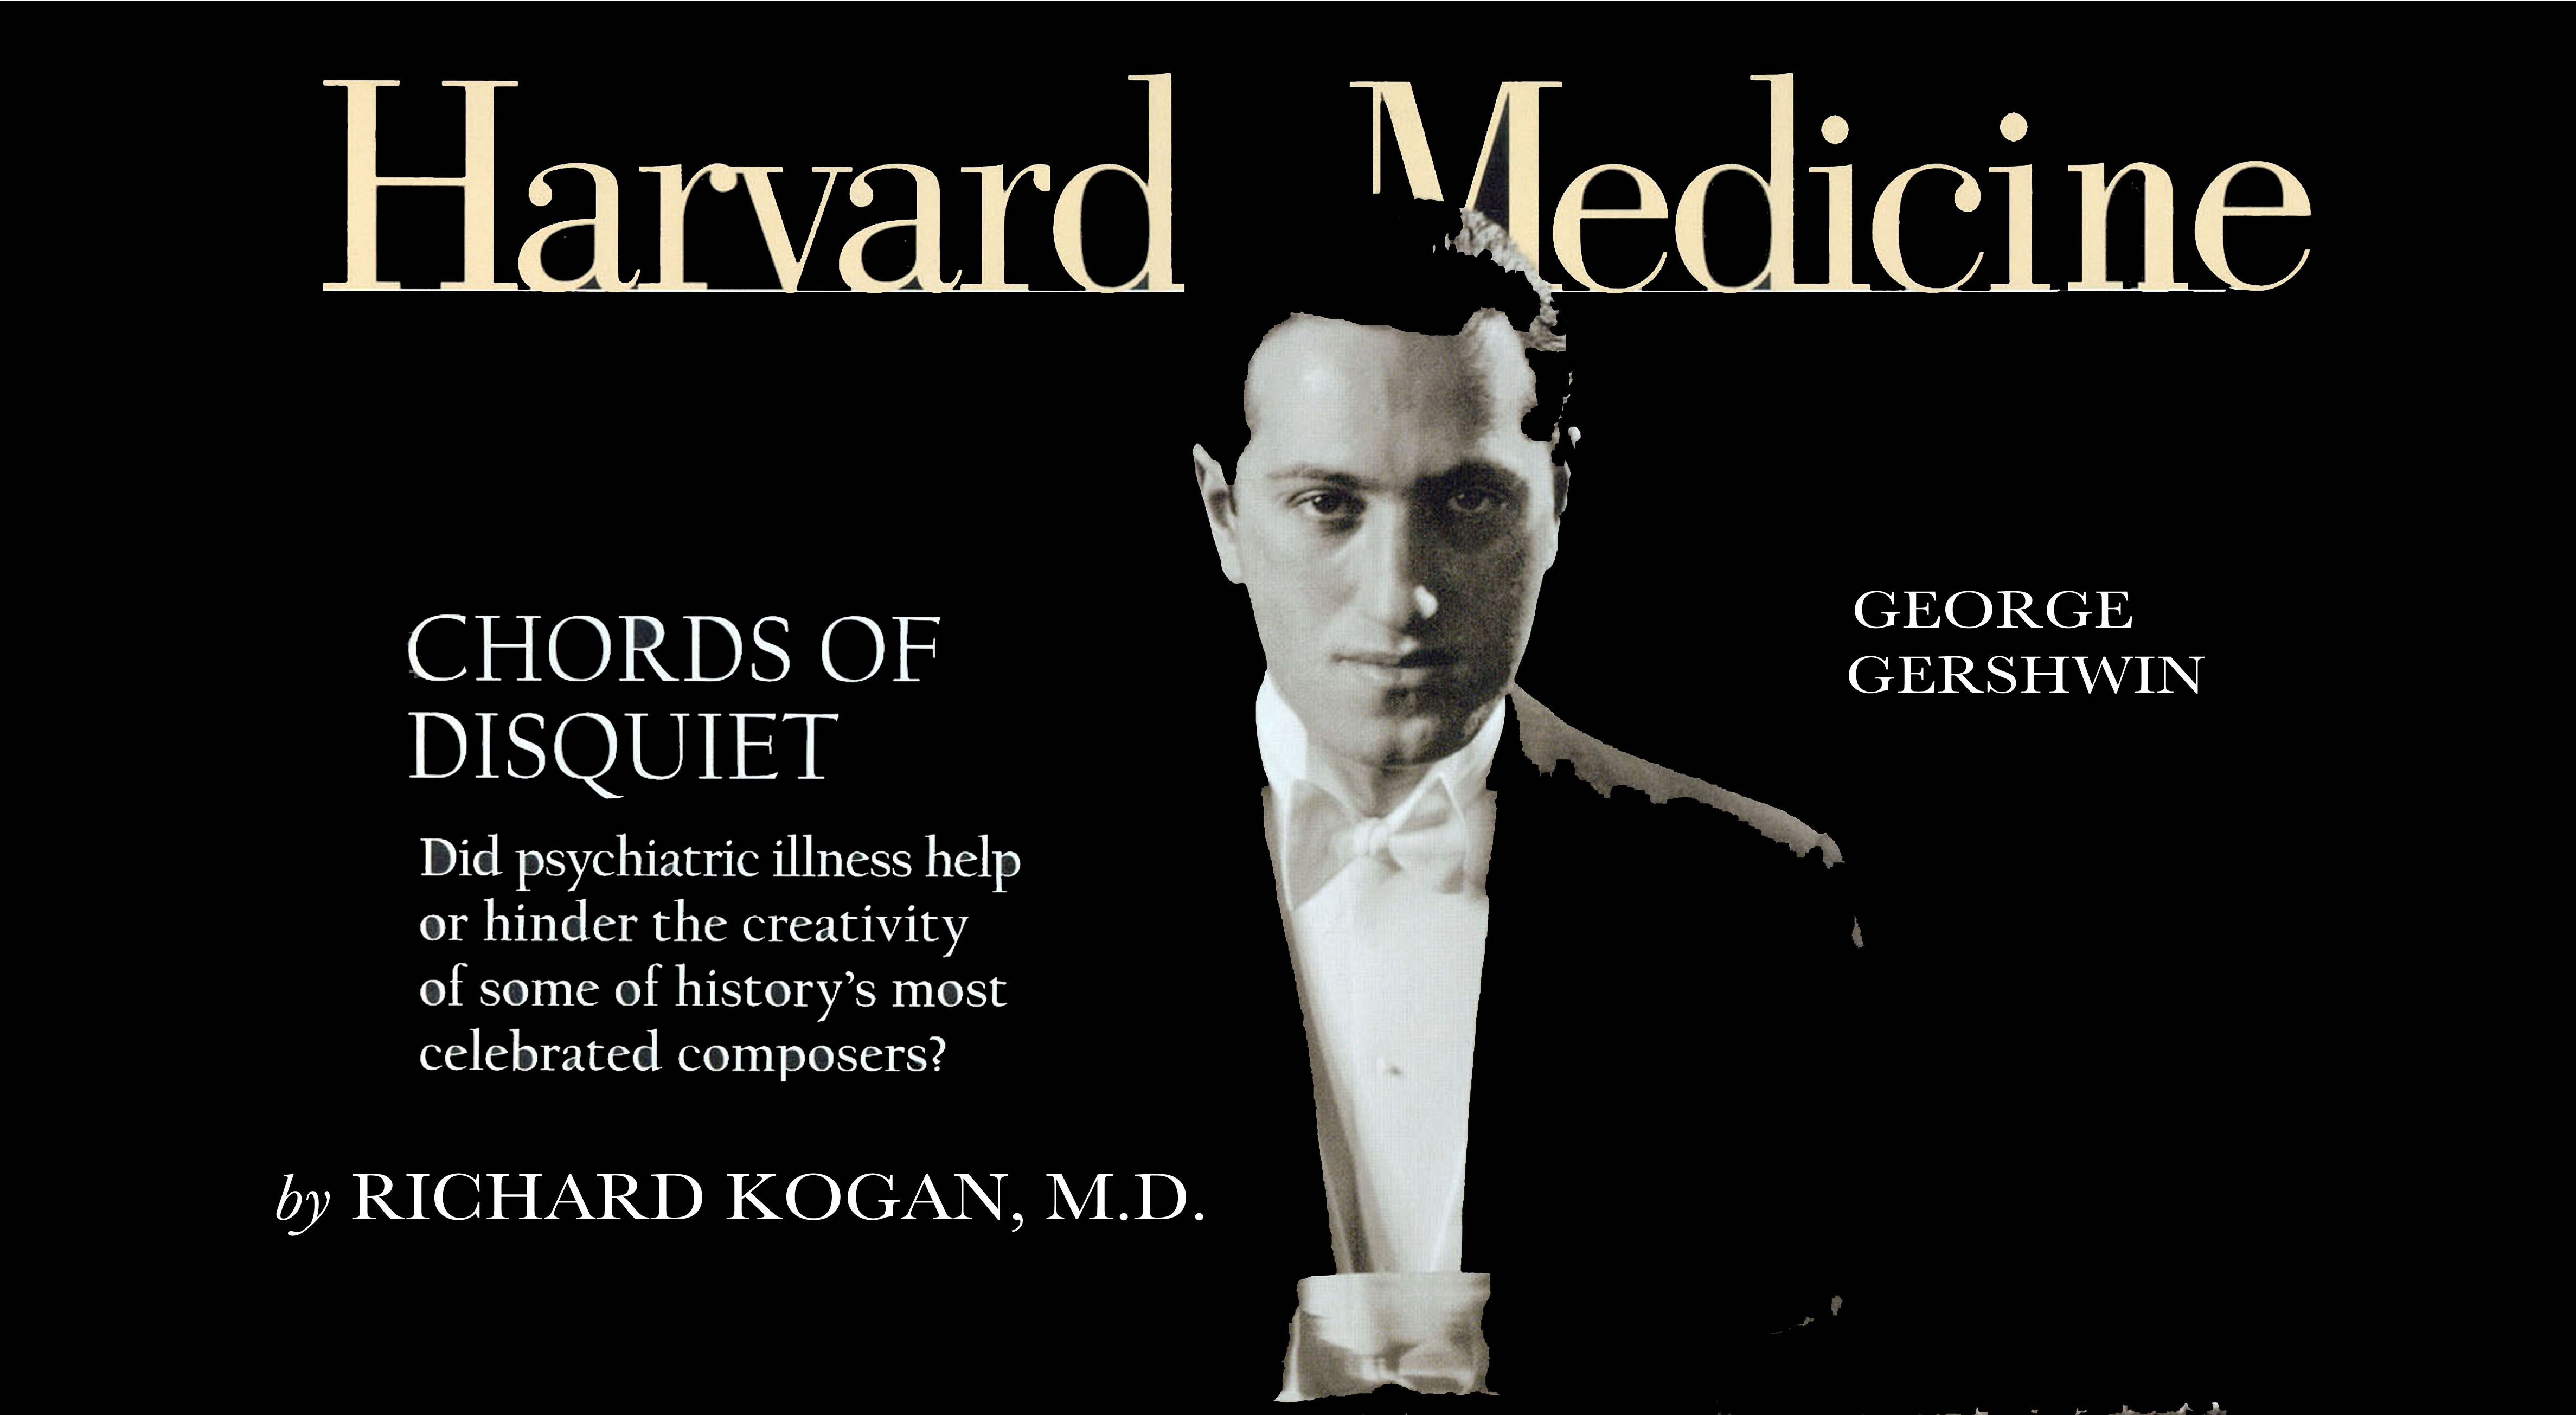 Harvard Medicine
CHORDS OF
DISQUIET
Did psychiatric illness help
or hinder the creativity
of some of history’s most
celebrated composers?
by RICHARD KOGAN, M.D.
GEORGE
GERSHWIN